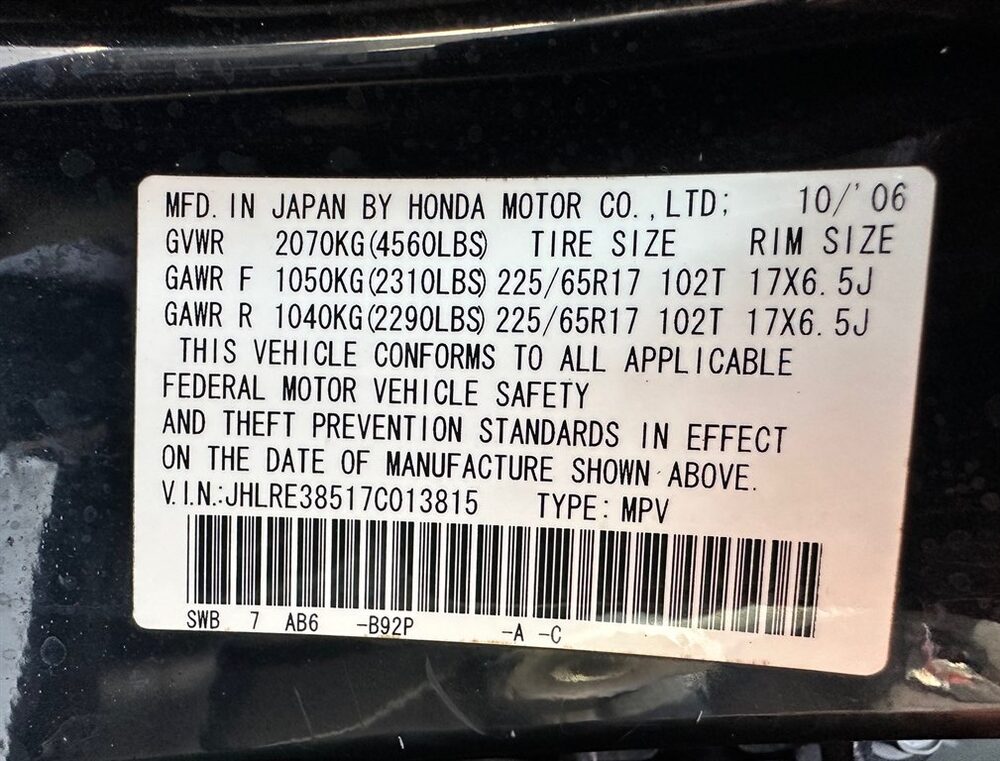 MFD. IN JAPAN BY HONDA MOTOR CO., LTD; 10/'06
GVWR 2070KG(4560LBS) TIRE SIZE RIM SIZE
GAWR F 1050KG(2310LBS) 225/65R17 102T 17X6.5J
GAWR R 1040KG(2290LBS) 225/65R17 102T 17X6.5J
THIS VEHICLE CONFORMS TO ALL APPLICABLE
FEDERAL MOTOR VEHICLE SAFETY
AND THEFT PREVENTION STANDARDS IN EFFECT
ON THE DATE OF MANUFACTURE SHOWN ABOVE.
V.I.N.:JHLRE38517C013815 TYPE: MPV
SWB 7 AB6 -B92P -A -C